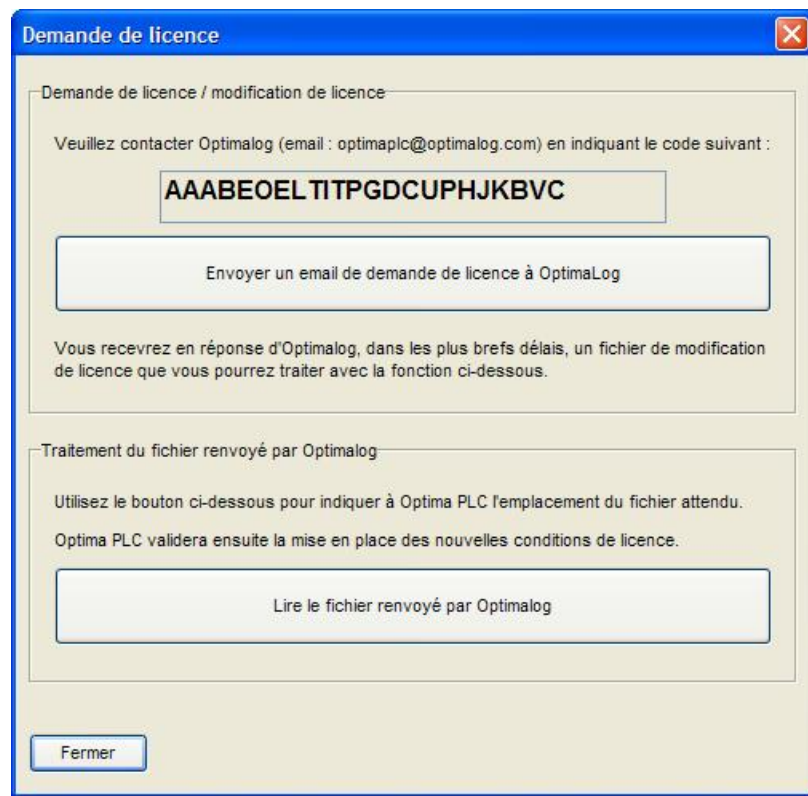 Demande de licence
Demande de licence / modification de licence
Veuillez contacter Optimalog (email : optimaplc@optimalog.com) en indiquant le code suivant :
AAABEOELTITPGDCUPHJKBVC
Envoyer un email de demande de licence à OptimaLog
Vous recevrez en réponse d'Optimalog, dans les plus brefs délais, un fichier de modification
de licence que vous pourrez traiter avec la fonction ci-dessous.
Traitement du fichier renvoyé par Optimalog
Utilisez le bouton ci-dessous pour indiquer à Optima PLC l'emplacement du fichier attendu.
Optima PLC validera ensuite la mise en place des nouvelles conditions de licence.
Lire le fichier renvoyé par Optimalog
Fermer